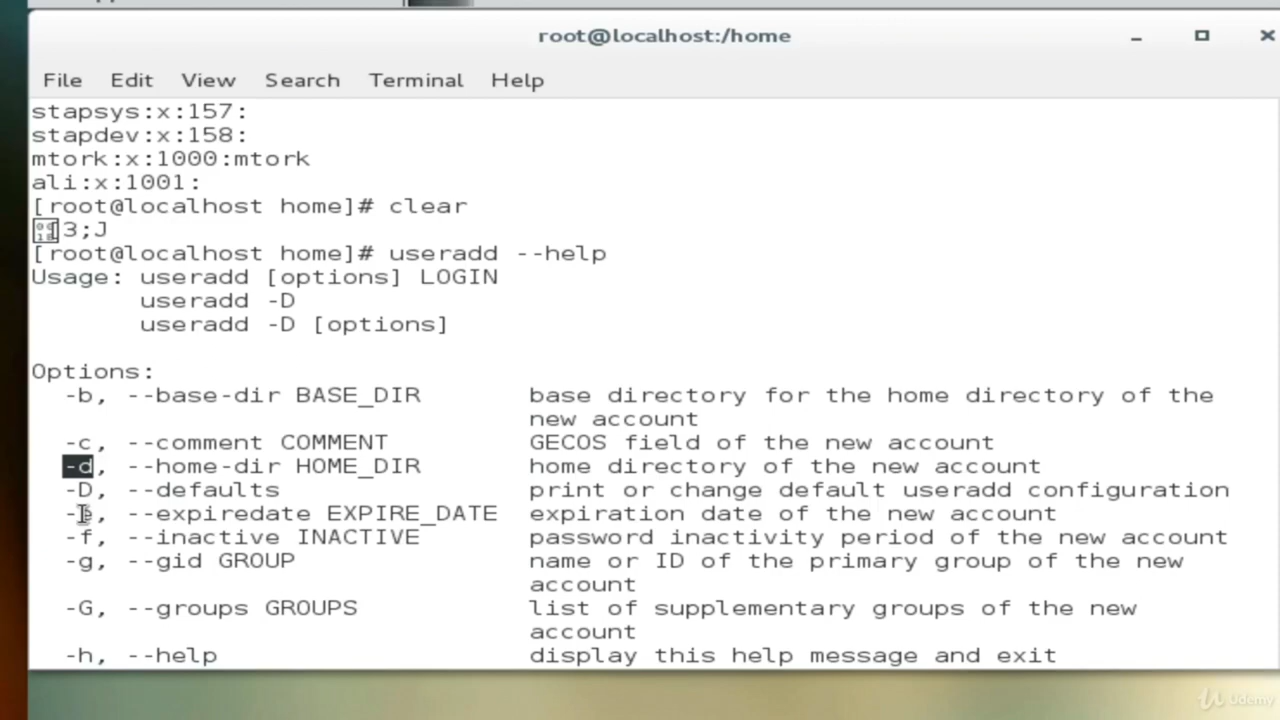 root@localhost:/home
File Edit View Search Terminal Help
stapsys:x:157:
stapdev:x:158:
mtork:x:1000:mtork
ali:x:1001:
[root@localhost home]# clear
3;J
[root@localhost home]# useradd --help
Usage: useradd [options] LOGIN
useradd -D
useradd -D [options]
Options:
-b, --base-dir BASE_DIR base directory for the home directory of the
new account
-c, --comment COMMENT GECOS field of the new account
-d, --home-dir HOME_DIR home directory of the new account
-D, --defaults print or change default useradd configuration
-e, --expiredate EXPIRE_DATE expiration date of the new account
-f, --inactive INACTIVE password inactivity period of the new account
-g, --gid GROUP name or ID of the primary group of the new
account
-G, --groups GROUPS list of supplementary groups of the new
account
-h, --help display this help message and exit
Udemy